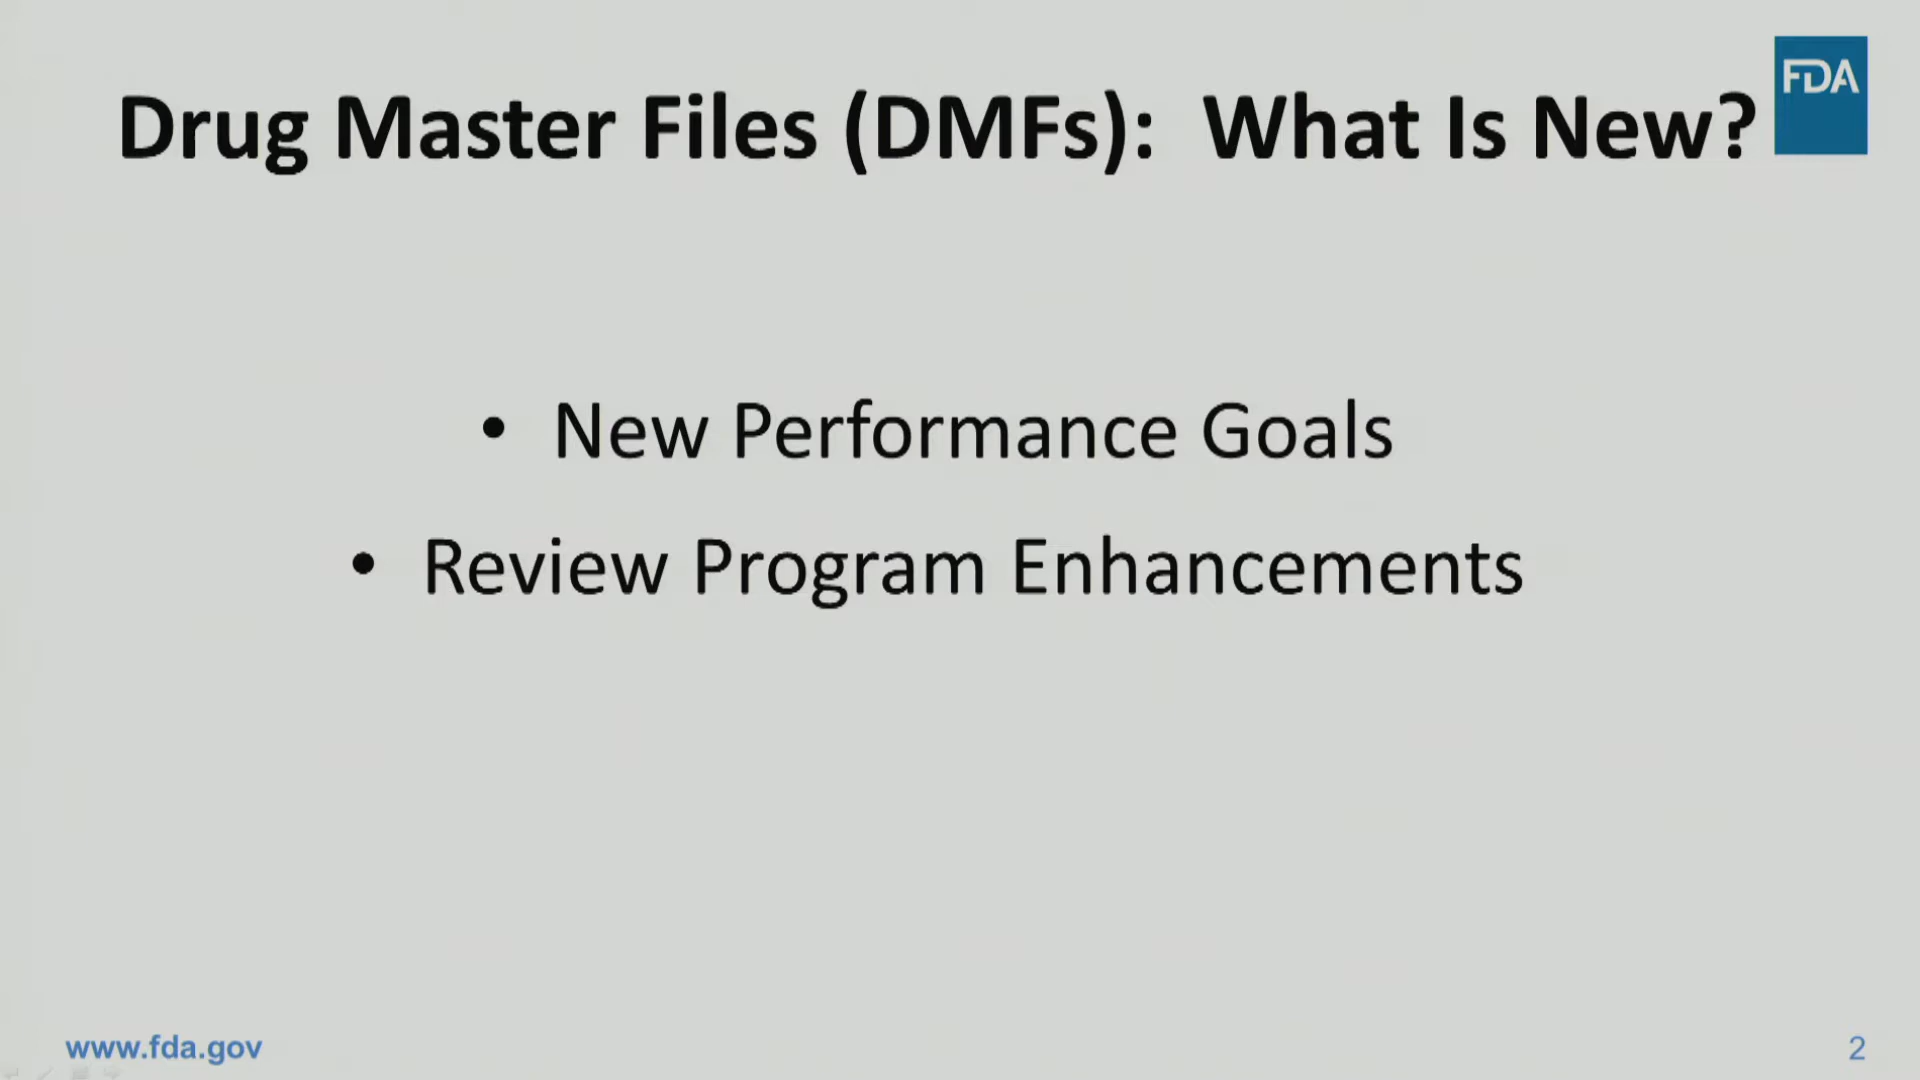 Drug Master Files (DMFs): What Is New?
FDA
• New Performance Goals
• Review Program Enhancements
www.fda.gov
2